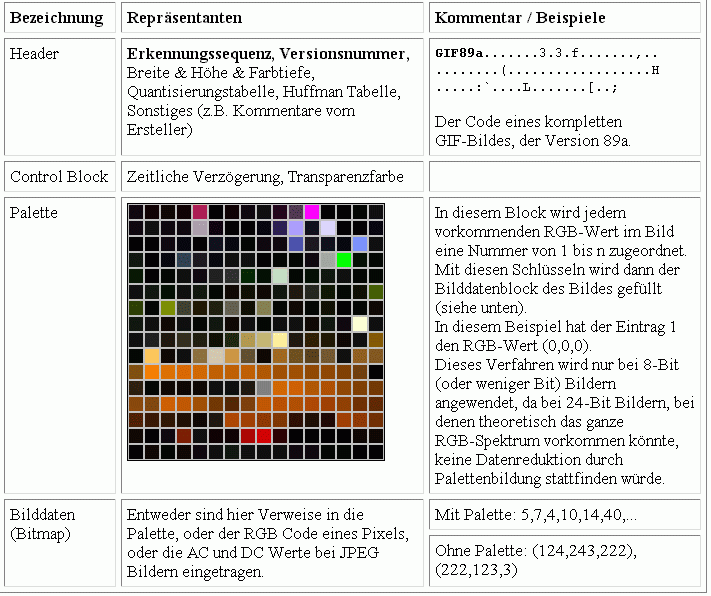 Bezeichnung
Repräsentanten
Kommentar / Beispiele
Header
Erkennungssequenz, Versionsnummer,
Breite & Höhe & Farbtiefe,
Quantisierungstabelle, Huffman Tabelle,
Sonstiges (z.B. Kommentare vom
Ersteller)
GIF89a.......3.3.f.......,..
........(..................H
.....:`....L.......[..;
Der Code eines kompletten
GIF-Bildes, der Version 89a.
Control Block
Zeitliche Verzögerung, Transparenzfarbe
Palette
In diesem Block wird jedem
vorkommenden RGB-Wert im Bild
eine Nummer von 1 bis n zugeordnet.
Mit diesen Schlüsseln wird dann der
Bilddatenblock des Bildes gefüllt
(siehe unten).
In diesem Beispiel hat der Eintrag 1
den RGB-Wert (0,0,0).
Dieses Verfahren wird nur bei 8-Bit
(oder weniger Bit) Bildern
angewendet, da bei 24-Bit Bildern, bei
denen theoretisch das ganze
RGB-Spektrum vorkommen könnte,
keine Datenreduktion durch
Palettenbildung stattfinden würde.
Bilddaten
(Bitmap)
Entweder sind hier Verweise in die
Palette, oder der RGB Code eines Pixels,
oder die AC und DC Werte bei JPEG
Bildern eingetragen.
Mit Palette: 5,7,4,10,14,40,...
Ohne Palette: (124,243,222),
(222,123,3)